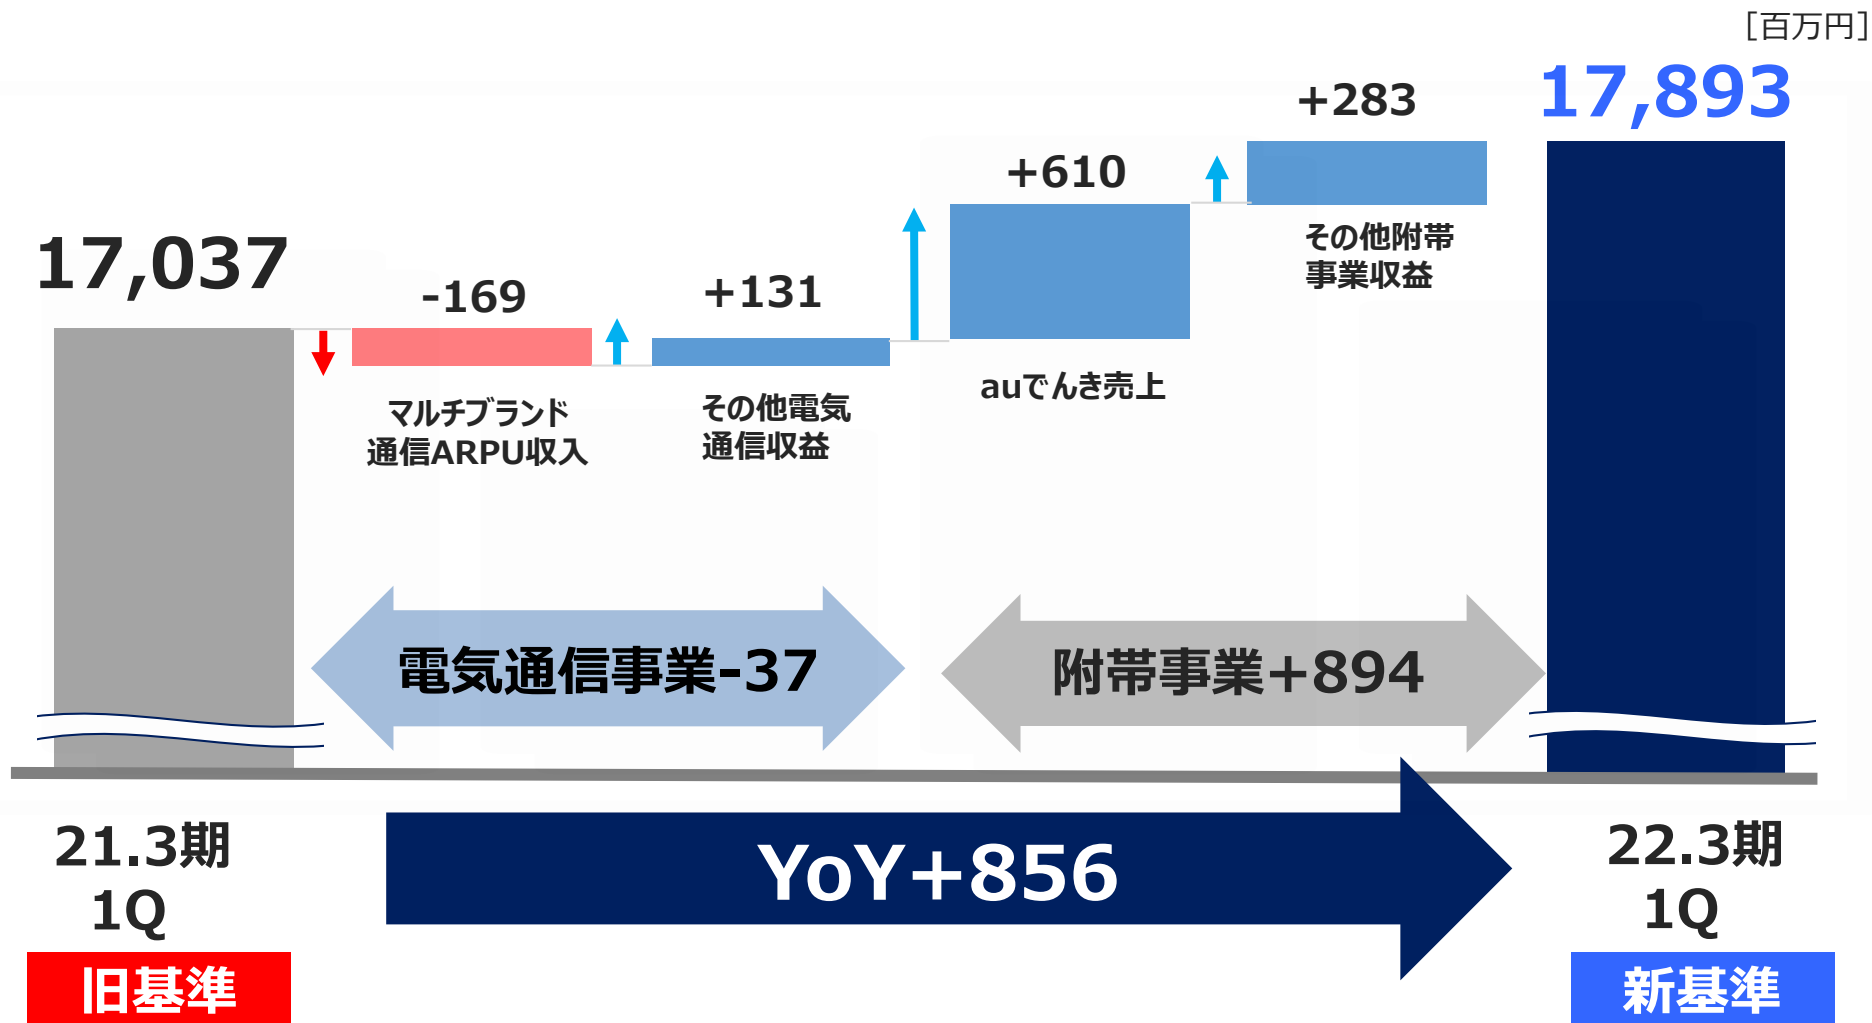 [百万円]
17,037
-169
+131
+610
+283
17,893
マルチブランド
通信ARPU収入
その他電気
通信収益
auでんき売上
その他附帯
事業収益
電気通信事業-37
附帯事業+894
21.3期
1Q
旧基準
YoY+856
22.3期
1Q
新基準